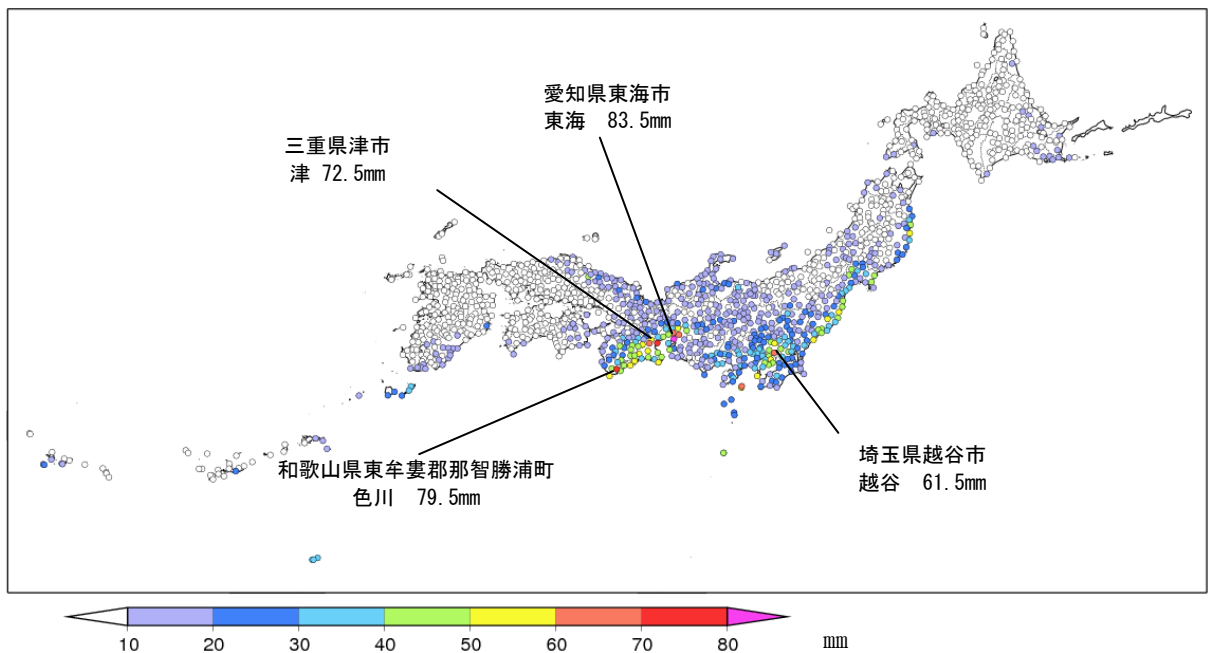 愛知県東海市
東海　83.5mm
三重県津市
津 72.5mm
和歌山県東牟婁郡那智勝浦町
色川　79.5mm
埼玉県越谷市
越谷　61.5mm
10 20 30 40 50 60 70 80 mm